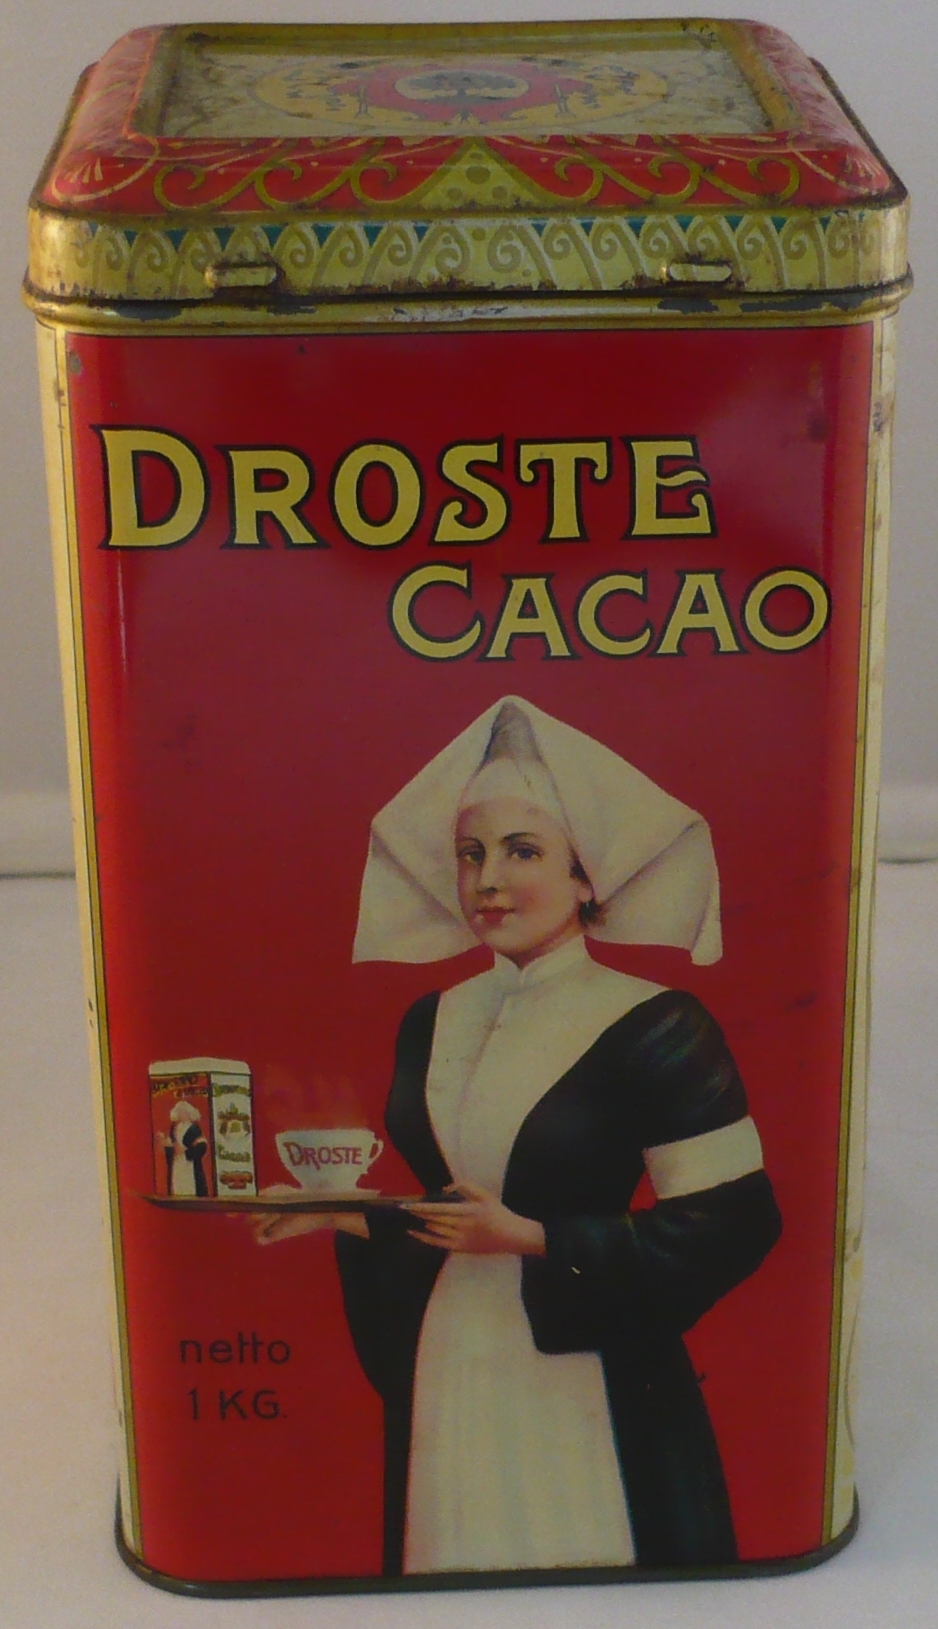 DROSTE
CACAO
DROSTE
netto
1 KG.